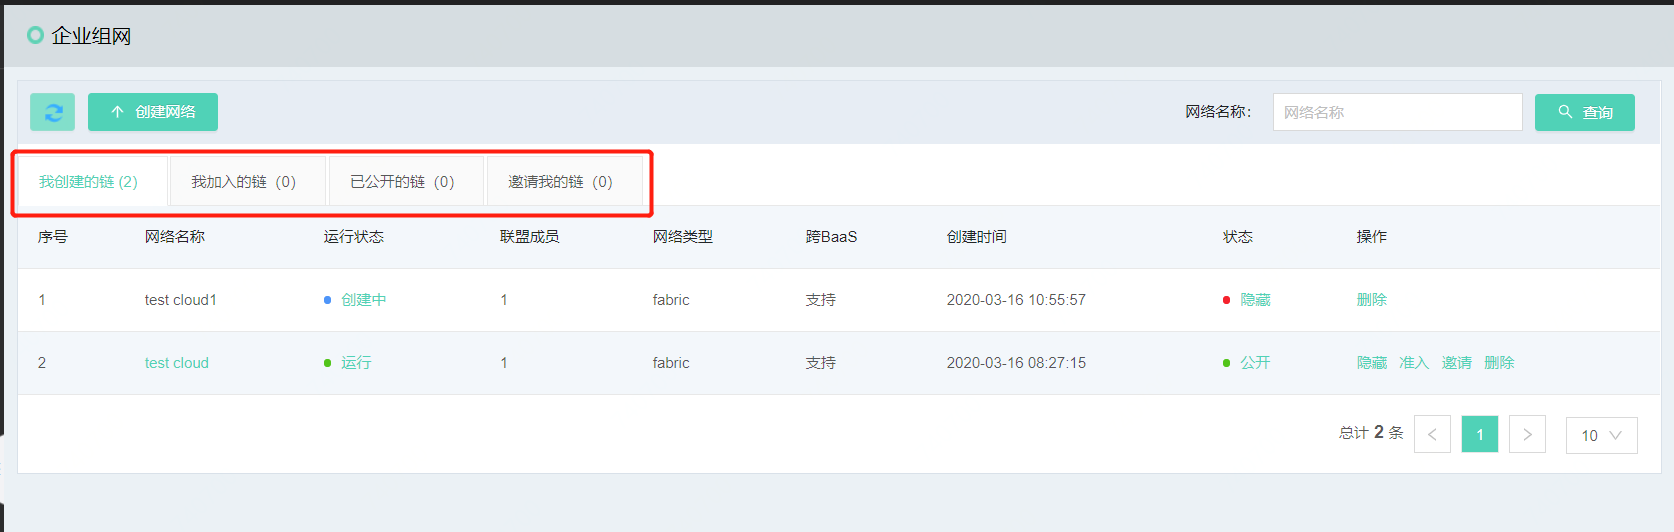 企业组网
创建网络 网络名称： 网络名称 查询
我创建的链 (2) 我加入的链（0） 已公开的链（0） 邀请我的链（0）
序号 网络名称 运行状态 联盟成员 网络类型 跨BaaS 创建时间 状态 操作
1 test cloud1 创建中 1 fabric 支持 2020-03-16 10:55:57 隐藏 删除
2 test cloud 运行 1 fabric 支持 2020-03-16 08:27:15 公开 隐藏 准入 邀请 删除
总计 2 条 < 1 > 10